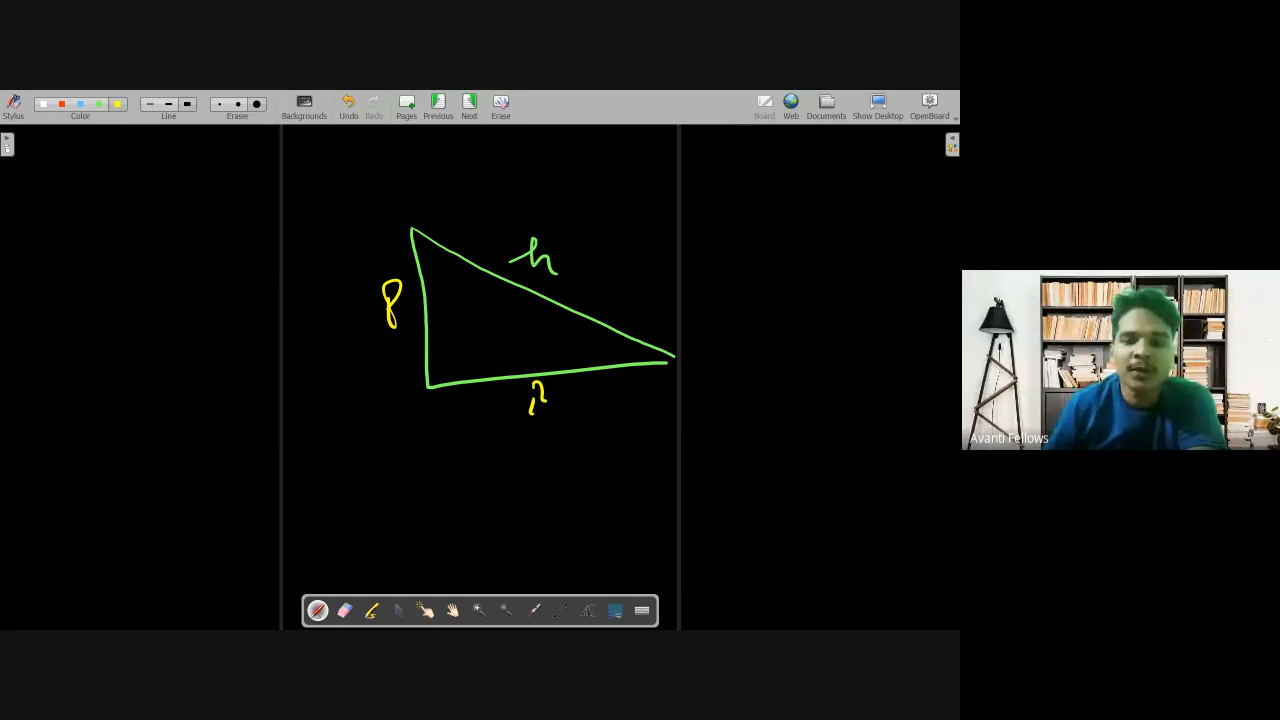 Stylus
Color
Line
Eraser
Backgrounds
Undo
Redo
Pages
Previous
Next
Erase
Board
Web
Documents
Show Desktop
OpenBoard
h
8
Avanti Fellows